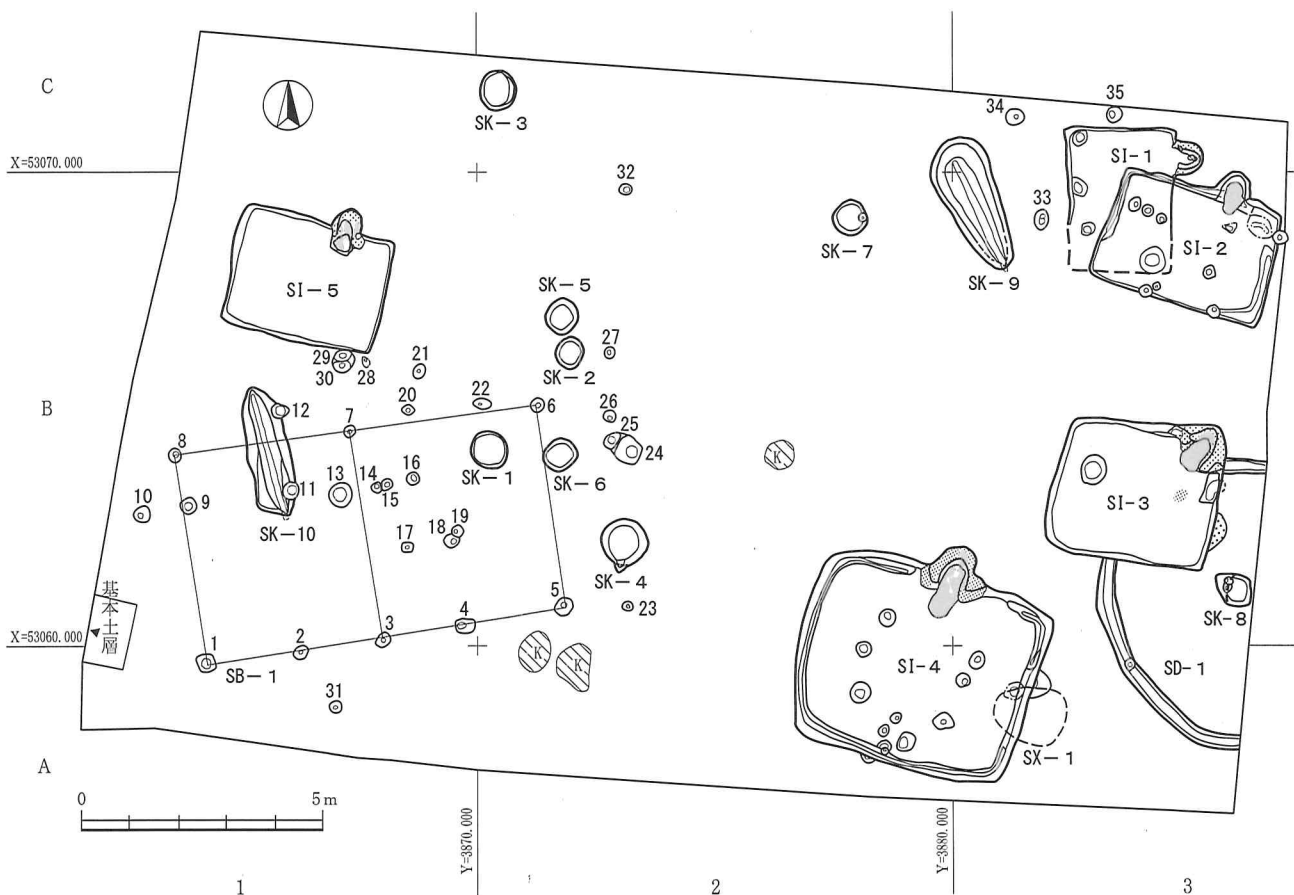 C
SK-3
34
35
X=53070.000
SI-1
32
33
SK-7
SI-2
SK-9
SI-5
SK-5
27
29
21
SK-2
30
28
B
12
20
22
6
26
7
25
8
24
K
13
14
16
SK-1
SK-6
15
11
SI-3
10
9
SK-10
19
18
17
SK-4
基本土層
5
23
SK-8
4
X=53060.000
1
2
3
SB-1
K
K
SI-4
SD-1
31
SX-1
A
0
5m
Y=3870.000
Y=3880.000
1
2
3